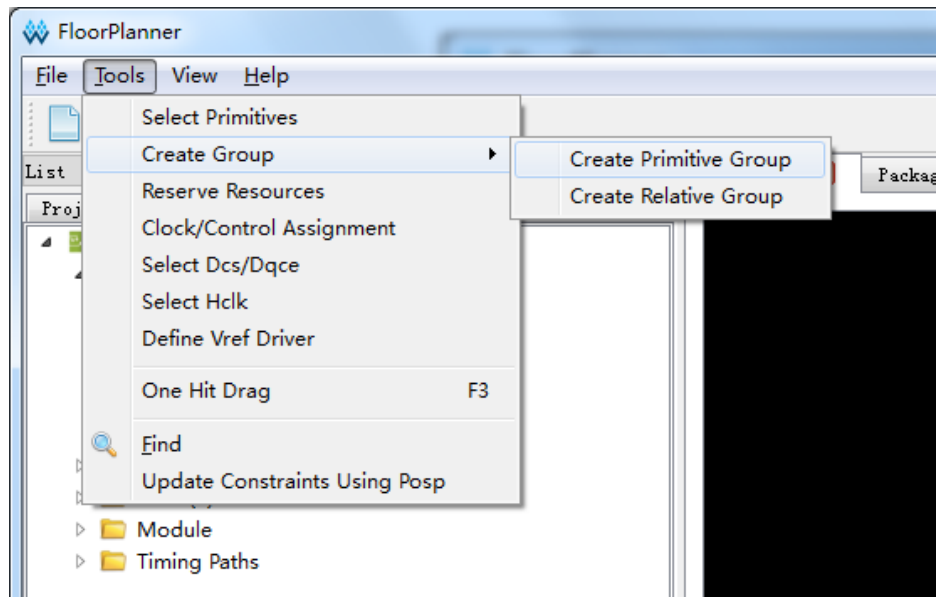 FloorPlanner
File Tools View Help
Select Primitives
Create Group
Create Primitive Group
List
Reserve Resources
Create Relative Group
Clock/Control Assignment
Select Dcs/Dqce
Select Hclk
Define Vref Driver
One Hit Drag F3
Find
Update Constraints Using Posp
Module
Timing Paths